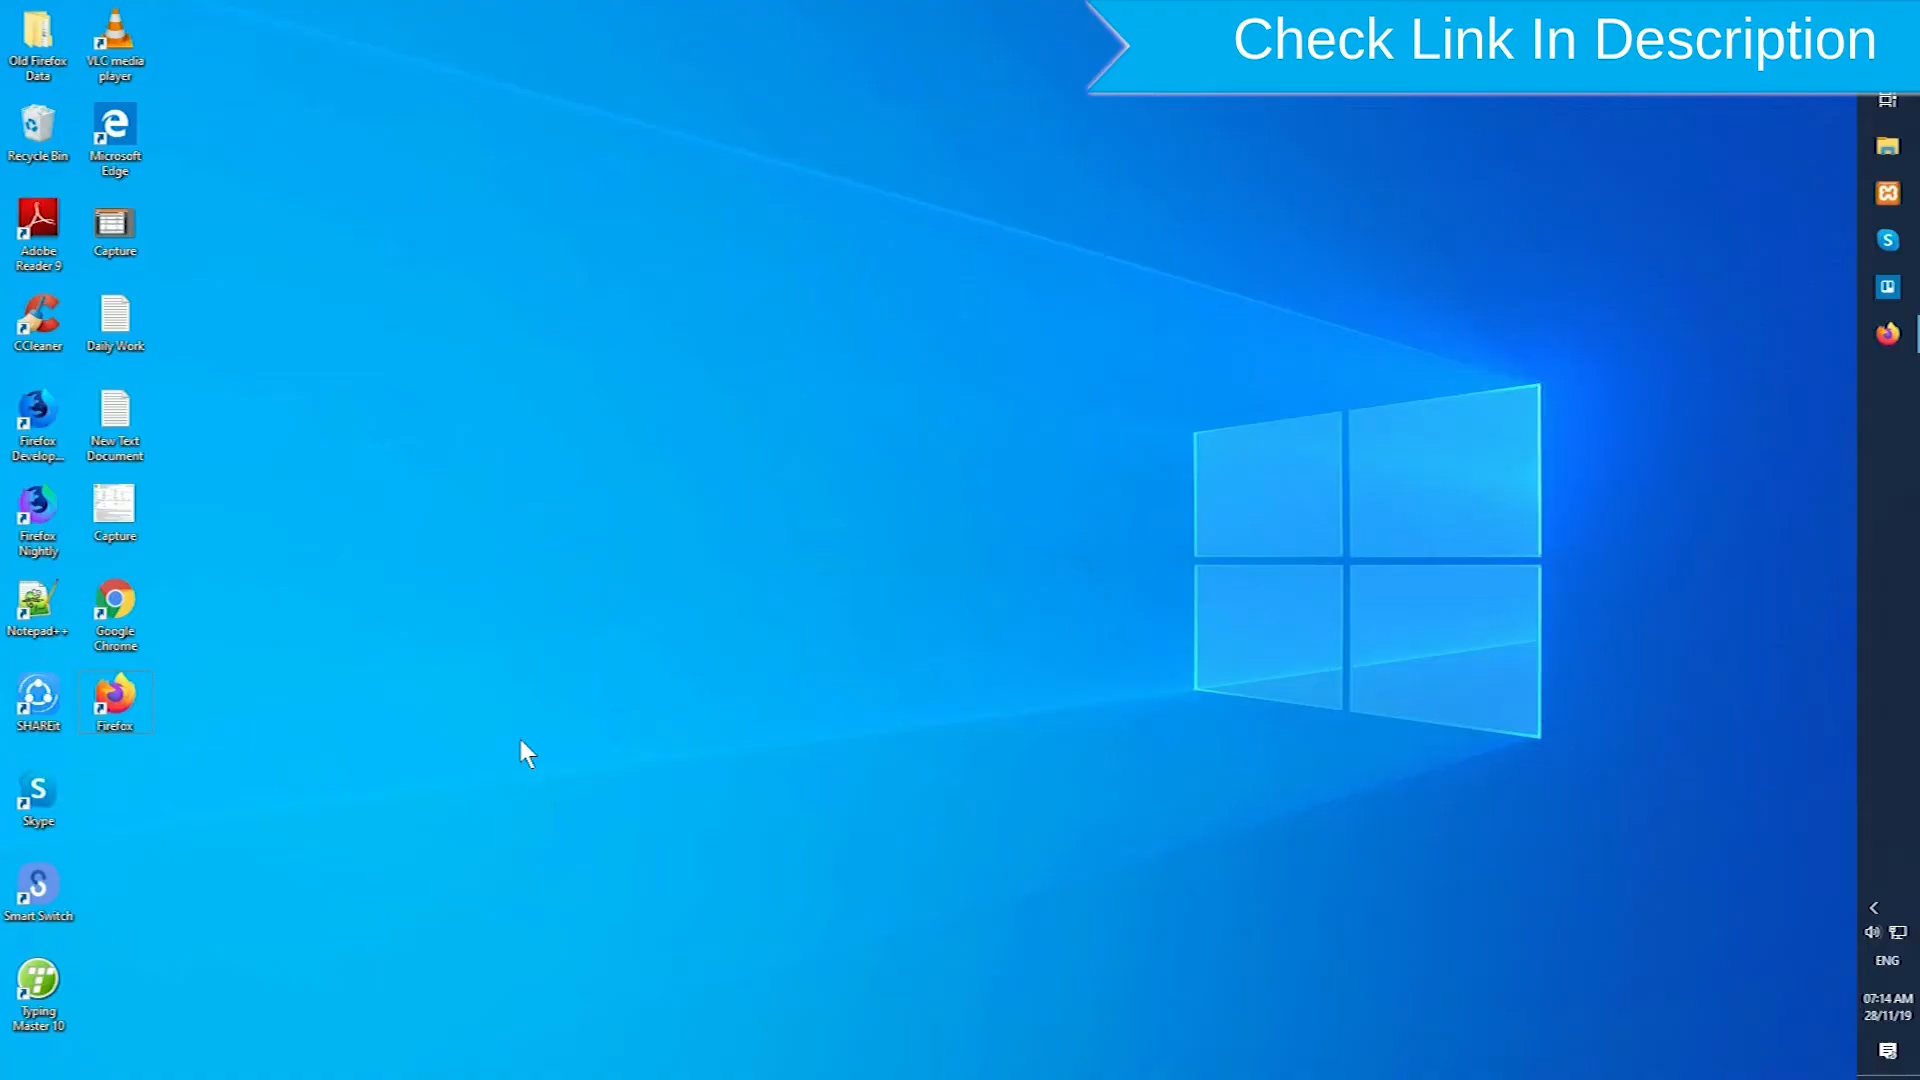 Check Link In Description
Old Firefox
Data
VLC media
player
Recycle Bin
Microsoft
Edge
Adobe
Reader 9
Capture
CCleaner
Daily Work
Firefox
Develop...
New Text
Document
Firefox
Nightly
Capture
Notepad++
Google
Chrome
SHAREit
Firefox
Skype
Smart Switch
Typing
Master 10
ENG
07:14 AM
28/11/19